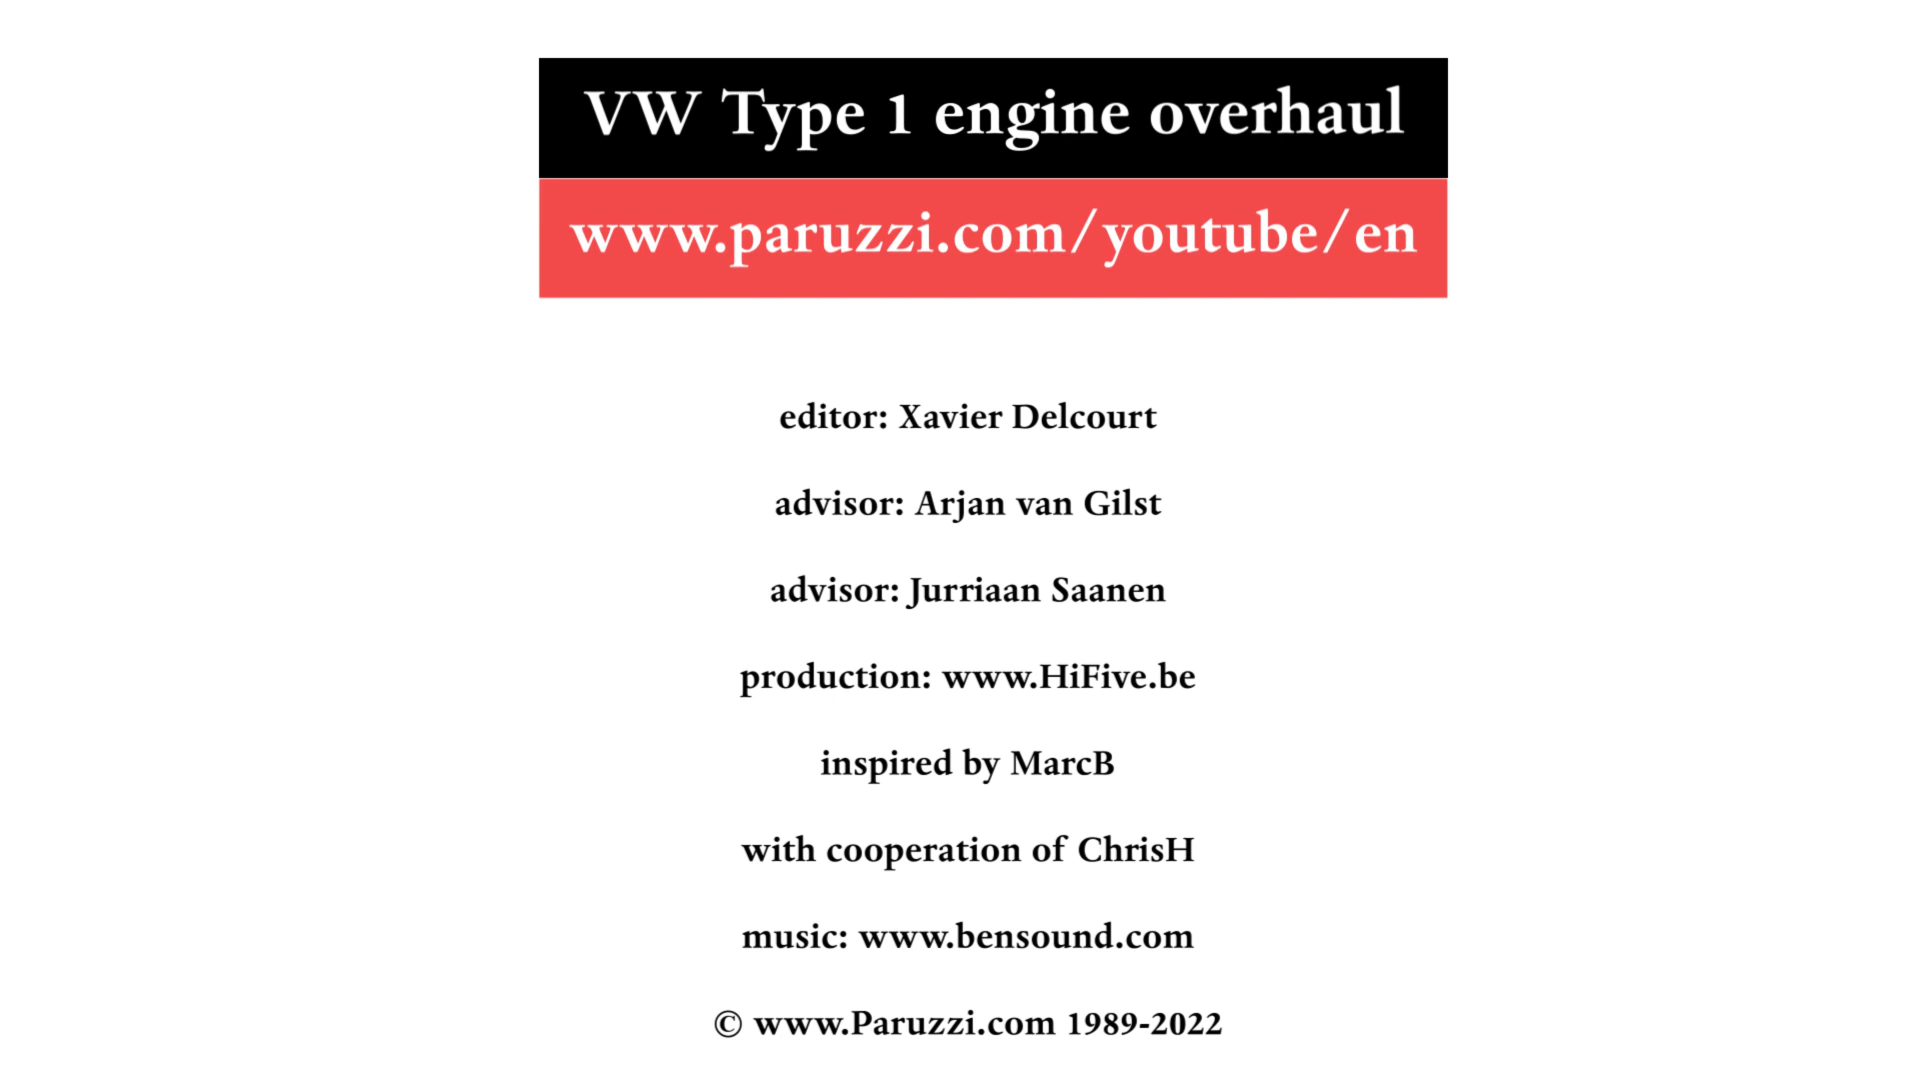 VW Type 1 engine overhaul
www.paruzzi.com/youtube/en
editor: Xavier Delcourt
advisor: Arjan van Gilst
advisor: Jurriaan Saanen
production: www.HiFive.be
inspired by MarcB
with cooperation of ChrisH
music: www.bensound.com
© www.Paruzzi.com 1989-2022